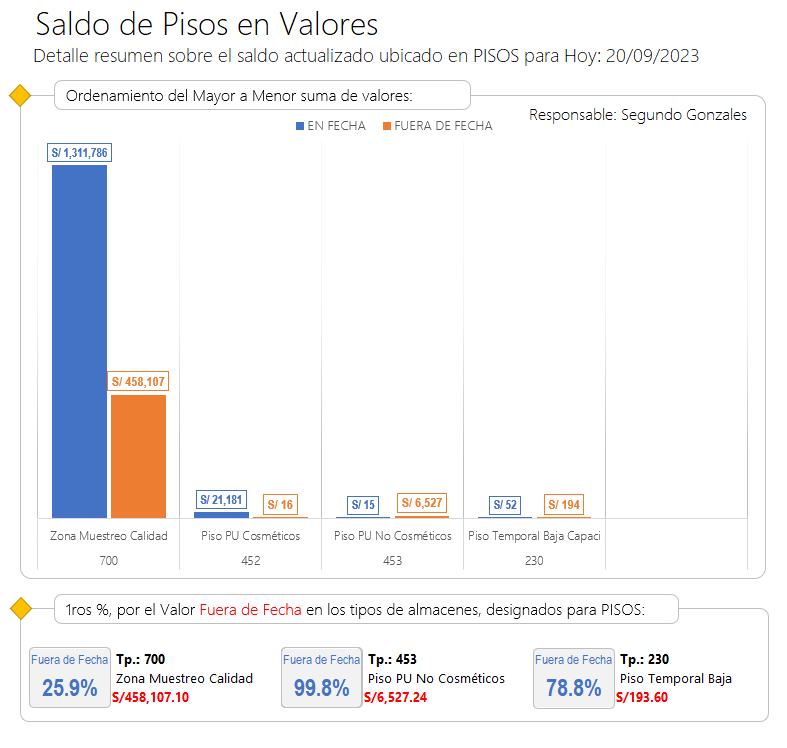 Saldo de Pisos en Valores
Detalle resumen sobre el saldo actualizado ubicado en PISOS para Hoy: 20/09/2023
Ordenamiento del Mayor a Menor suma de valores:
Responsable: Segundo Gonzales
EN FECHA FUERA DE FECHA
S/ 1,311,786
S/ 458,107
S/ 21,181 S/ 16 S/ 15 S/ 6,527 S/ 52 S/ 194
Zona Muestreo Calidad Piso PU Cosméticos Piso PU No Cosméticos Piso Temporal Baja Capaci
700 452 453 230
1ros %, por el Valor Fuera de Fecha en los tipos de almacenes, designados para PISOS:
Fuera de Fecha Tp.: 700 Fuera de Fecha Tp.: 453 Fuera de Fecha Tp.: 230
25.9% Zona Muestreo Calidad 99.8% Piso PU No Cosméticos 78.8% Piso Temporal Baja
S/458,107.10 S/6,527.24 S/193.60